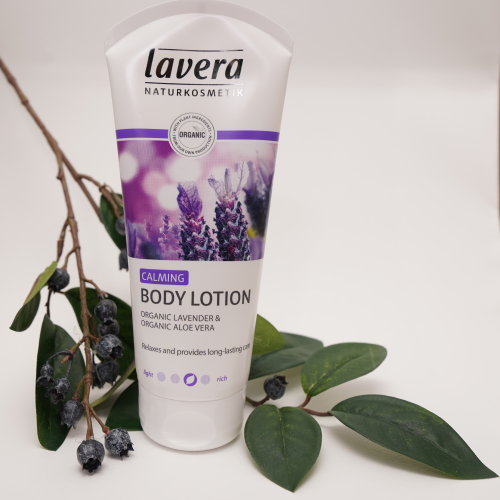 lavera
NATURKOSMETIK
ORGANIC
CALMING
BODY LOTION
ORGANIC LAVENDER &
ORGANIC ALOE VERA
Relaxes and provides long-lasting care
light rich